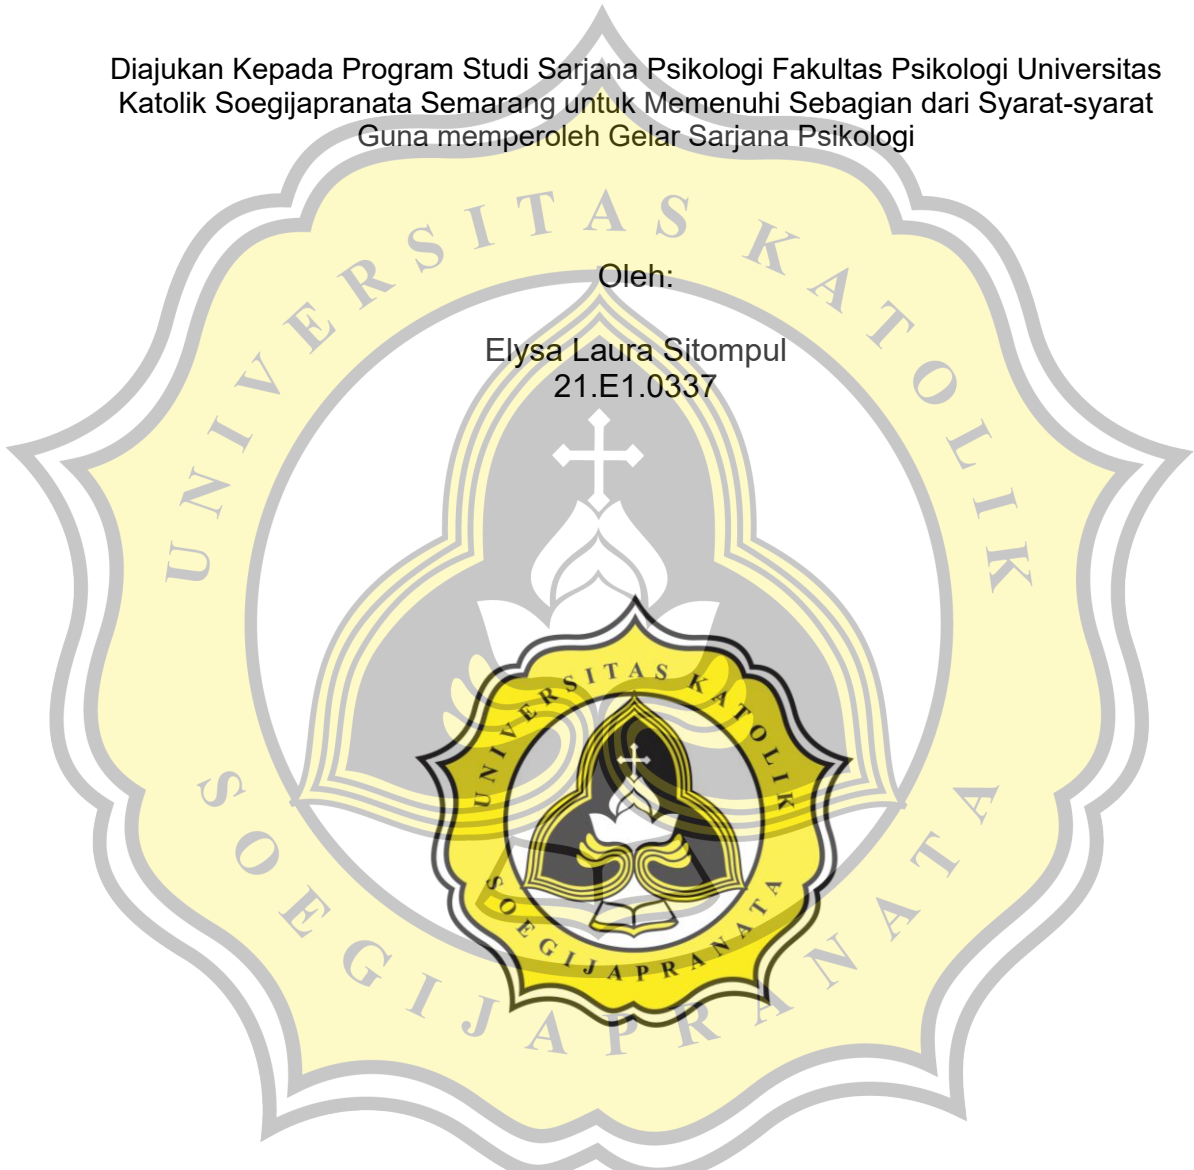 Diajukan Kepada Program Studi Sarjana Psikologi Fakultas Psikologi Universitas
Katolik Soegijapranata Semarang untuk Memenuhi Sebagian dari Syarat-syarat
Guna memperoleh Gelar Sarjana Psikologi
Oleh:
Elysa Laura Sitompul
21.E1.0337
UNIVERSITAS KATOLIK
SOEGIJAPRANATA
UNIVERSITAS KATOLIK
SOEGIJAPRANATA